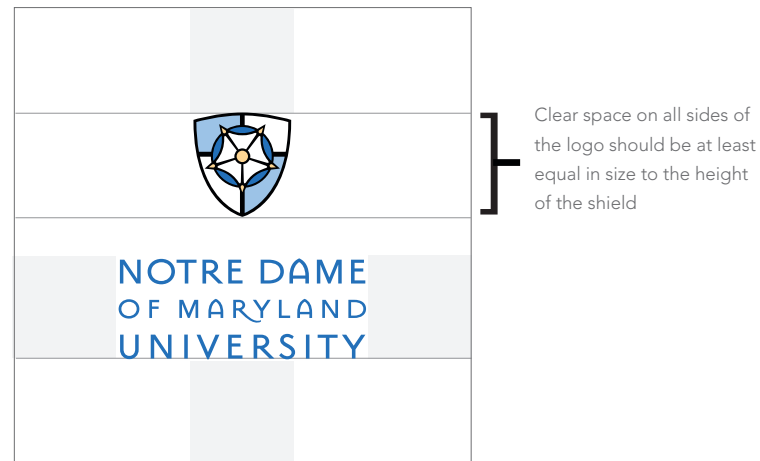 Clear space on all sides of
the logo should be at least
equal in size to the height
of the shield
NOTRE DAME
OF MARYLAND
UNIVERSITY